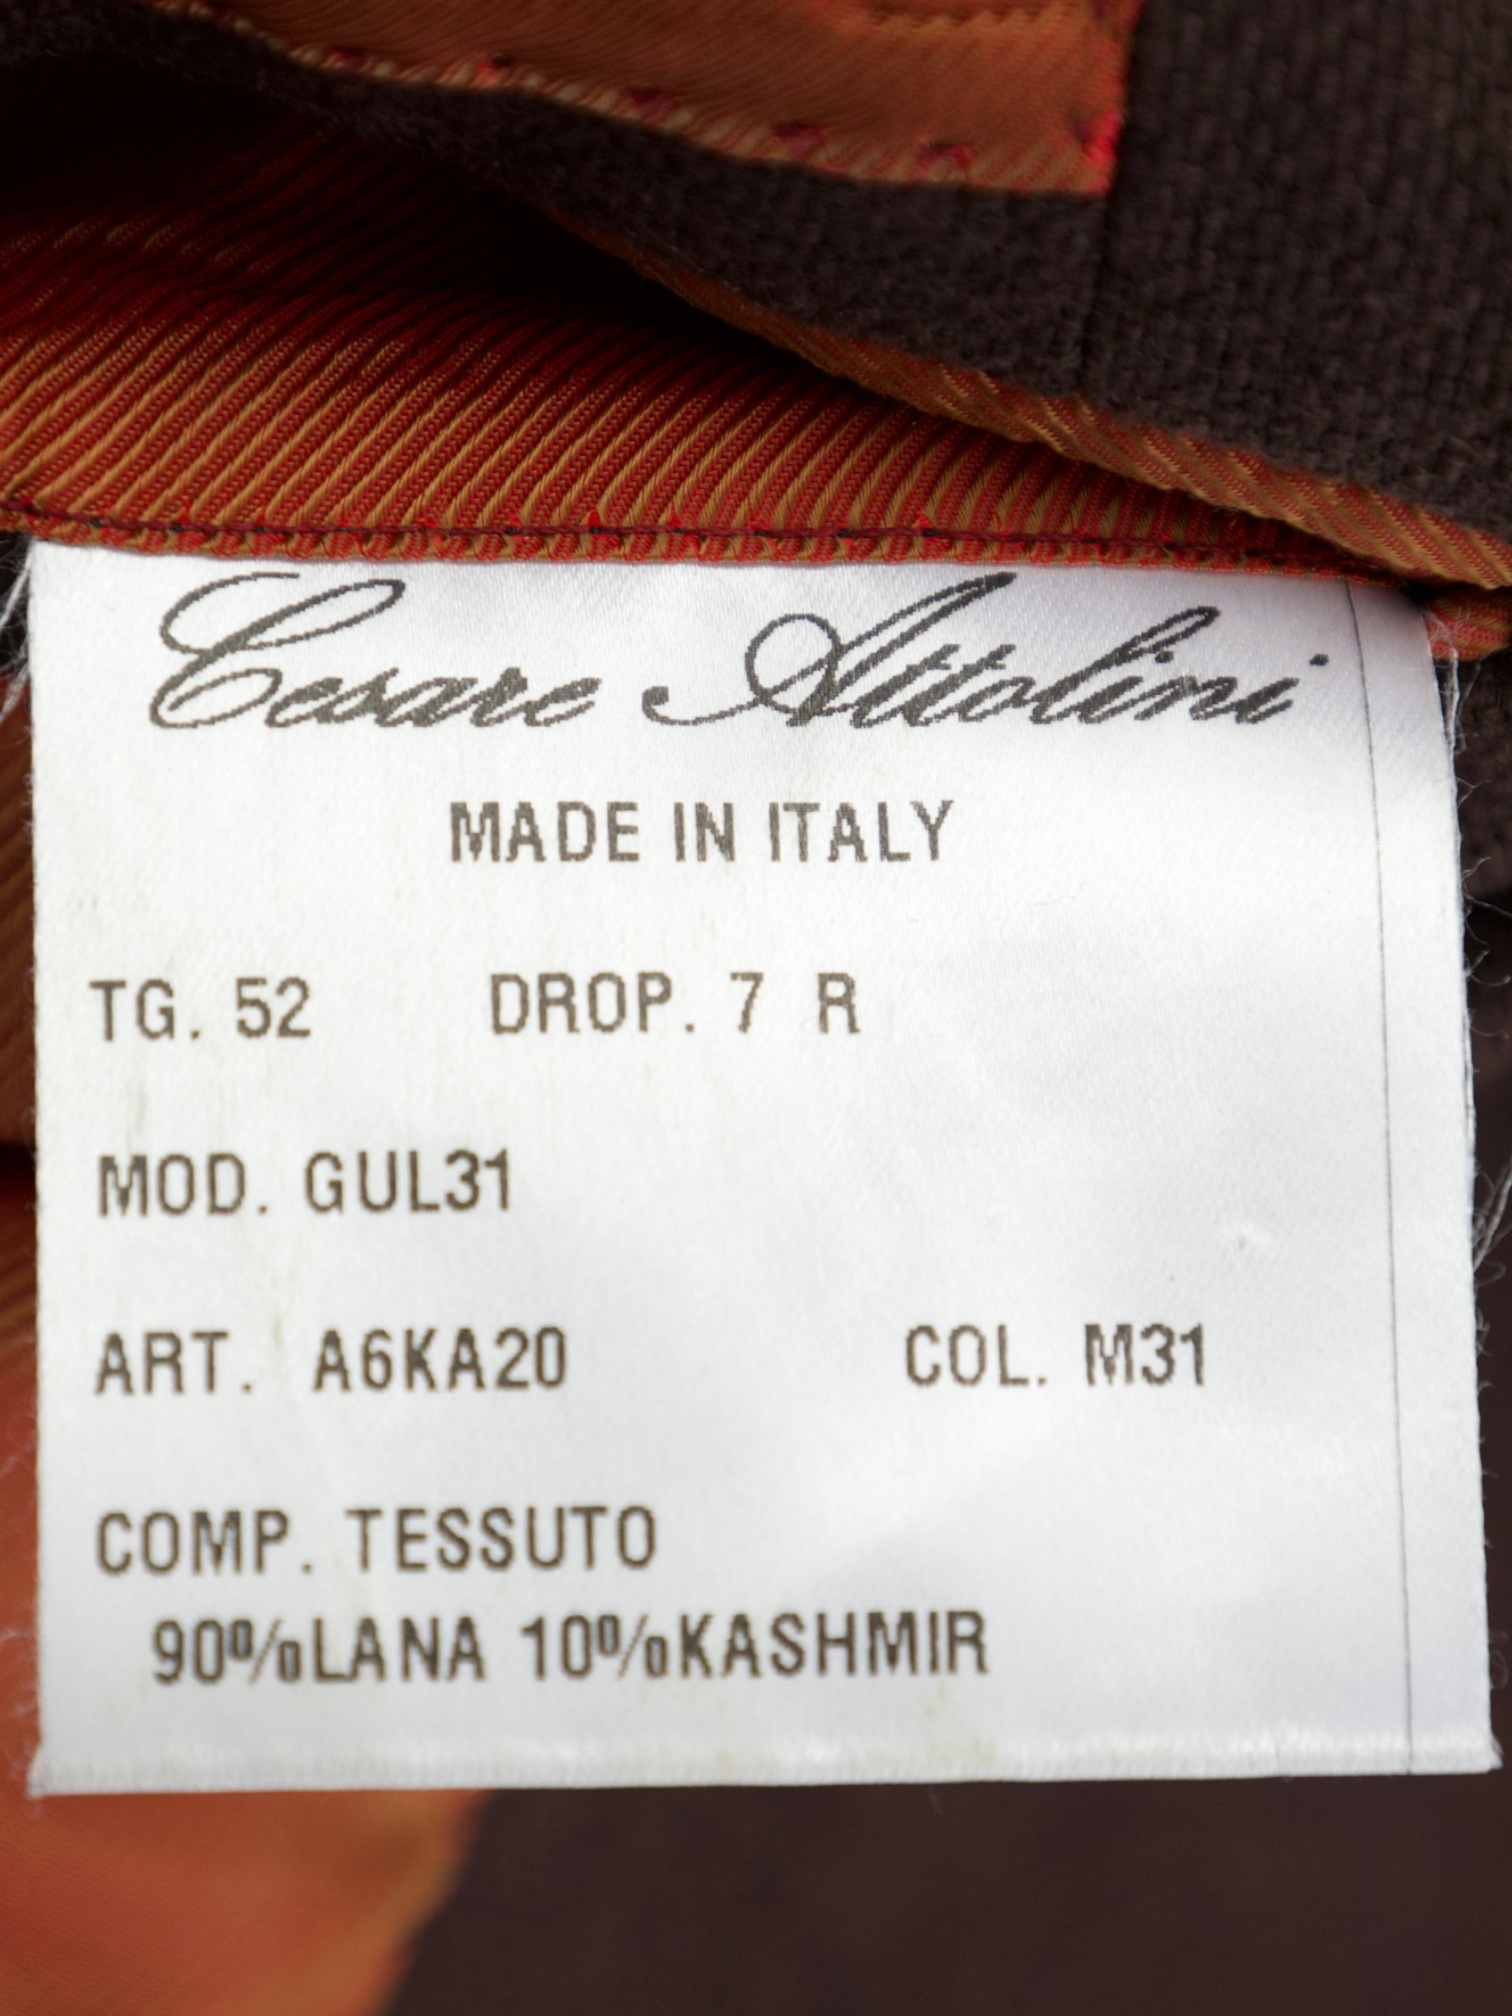 Cesare Attolini
MADE IN ITALY
TG. 52 DROP. 7 R
MOD. GUL31
ART. A6KA20 COL. M31
COMP. TESSUTO
90%LANA 10%KASHMIR